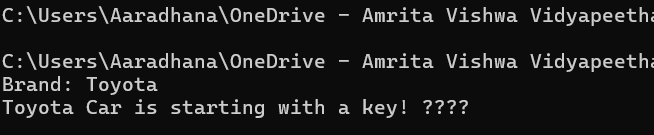 C:\Users\Aaradhana\OneDrive - Amrita Vishwa Vidyapeetha
C:\Users\Aaradhana\OneDrive - Amrita Vishwa Vidyapeetha
Brand: Toyota
Toyota Car is starting with a key! ????